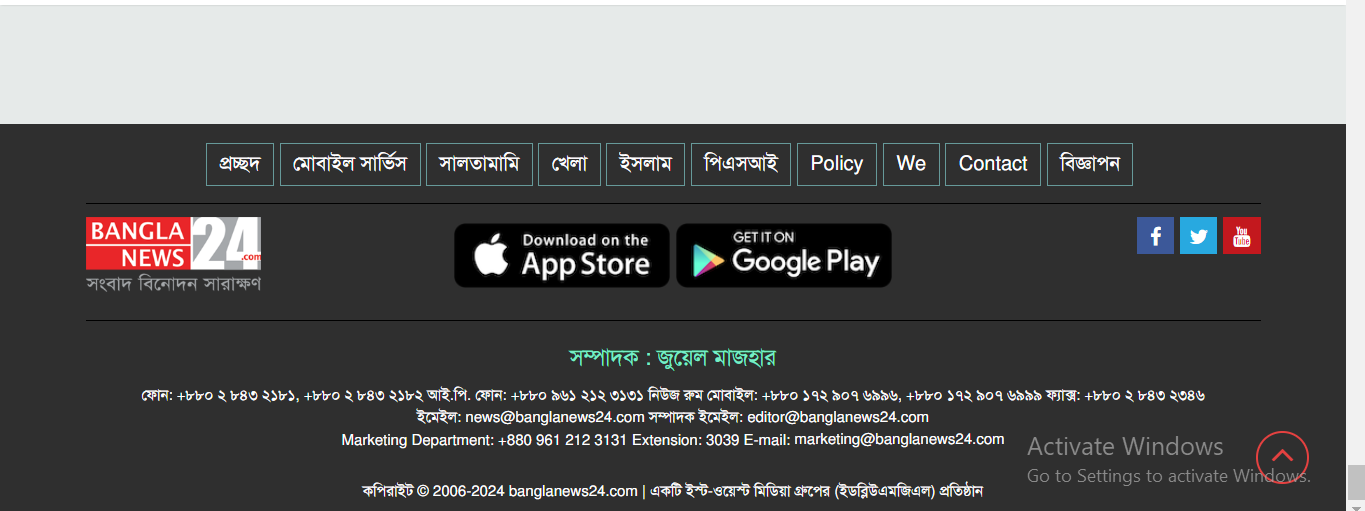 প্রচ্ছদ মোবাইল সার্ভিস সালতামামি খেলা ইসলাম পিএসআই Policy We Contact বিজ্ঞাপন
BANGLA NEWS 24 .com
সংবাদ বিনোদন সারাক্ষণ
Download on the App Store
GET IT ON Google Play
You Tube
সম্পাদক : জুয়েল মাজহার
ফোন: +৮৮০ ২ ৮৪৩ ২১৮১, +৮৮০ ২ ৮৪৩ ২১৮২ আই.পি. ফোন: +৮৮০ ৯৬১ ২১২ ৩১৩১ নিউজ রুম মোবাইল: +৮৮০ ১৭২ ৯০৭ ৬৯৯৬, +৮৮০ ১৭২ ৯০৭ ৬৯৯৯ ফ্যাক্স: +৮৮০ ২ ৮৪৩ ২৩৪৬
ইমেইল: news@banglanews24.com সম্পাদক ইমেইল: editor@banglanews24.com
Marketing Department: +880 961 212 3131 Extension: 3039 E-mail: marketing@banglanews24.com
Activate Windows
Go to Settings to activate Windows.
কপিরাইট © 2006-2024 banglanews24.com | একটি ইস্ট-ওয়েস্ট মিডিয়া গ্রুপের (ইডব্লিউএমজিএল) প্রতিষ্ঠান